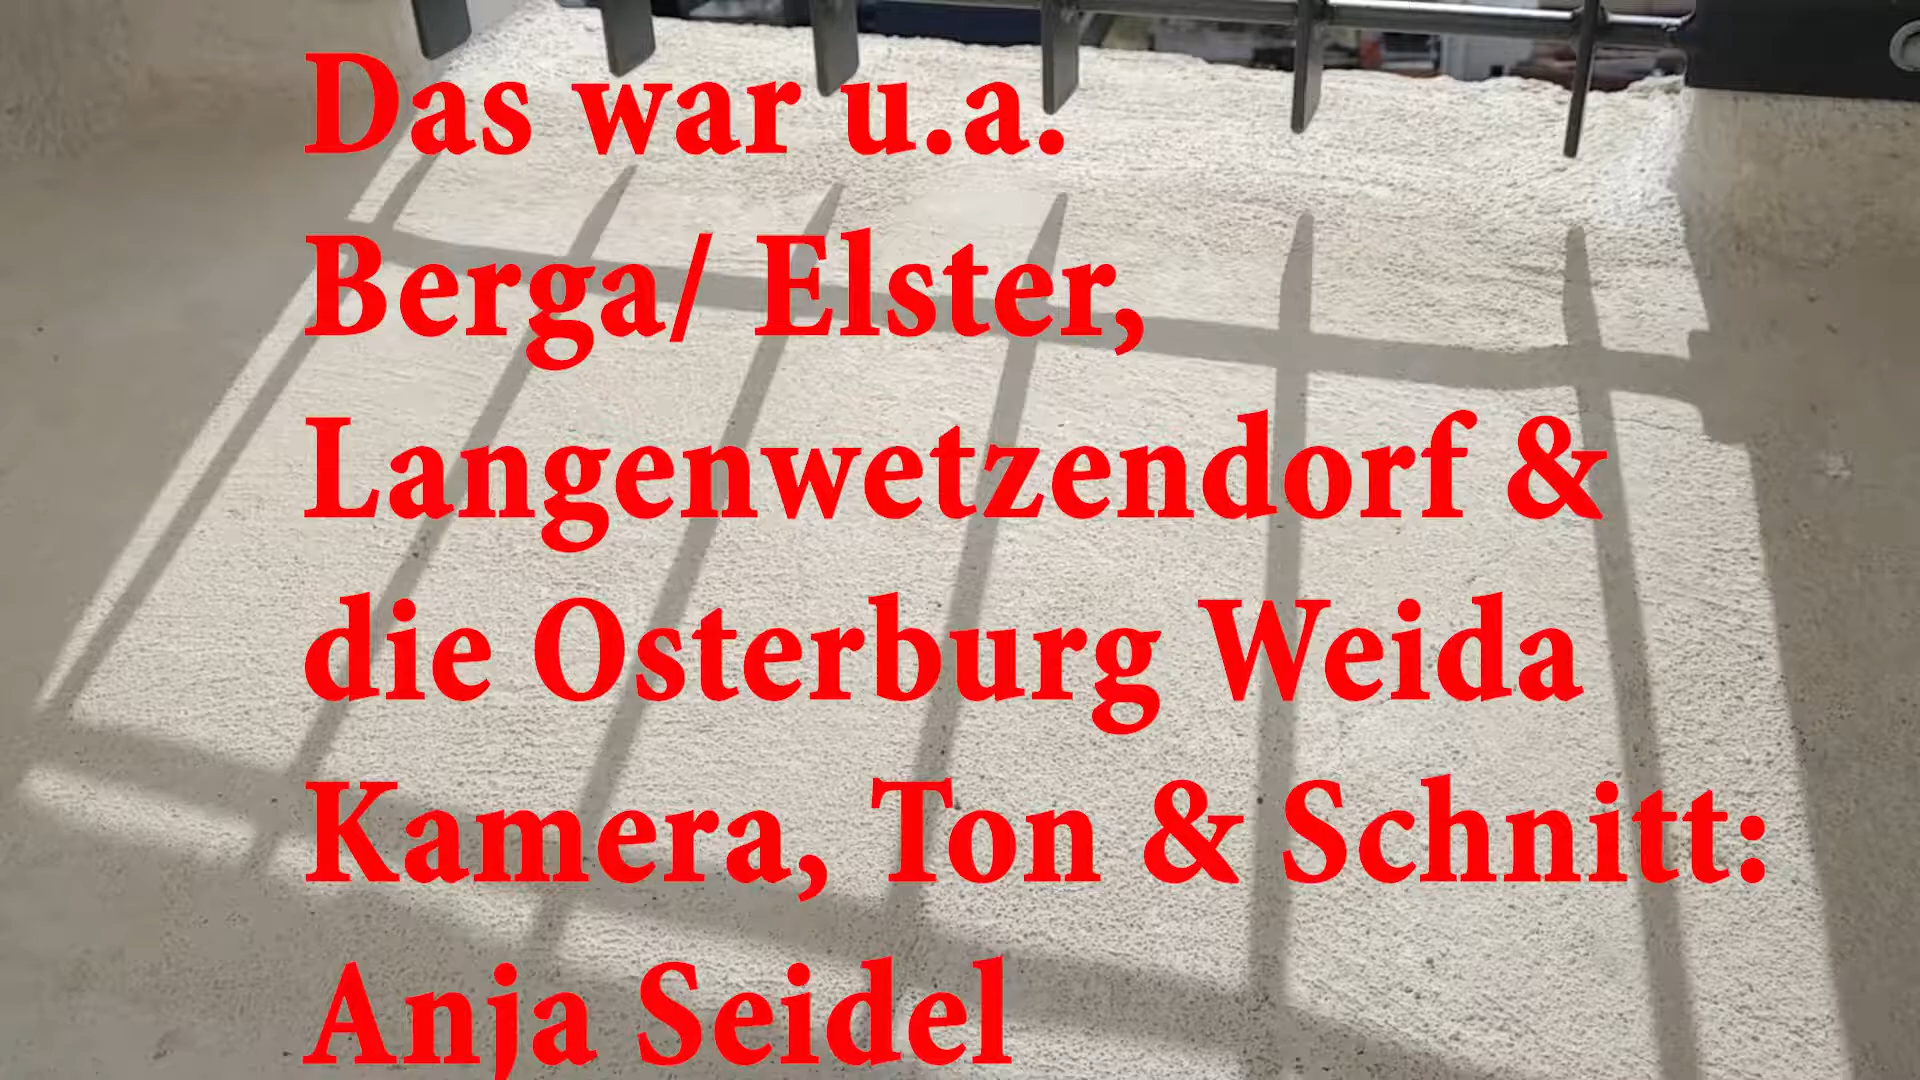 Das war u.a.
Berga/ Elster,
Langenwetzendorf &
die Osterburg Weida
Kamera, Ton & Schnitt:
Anja Seidel